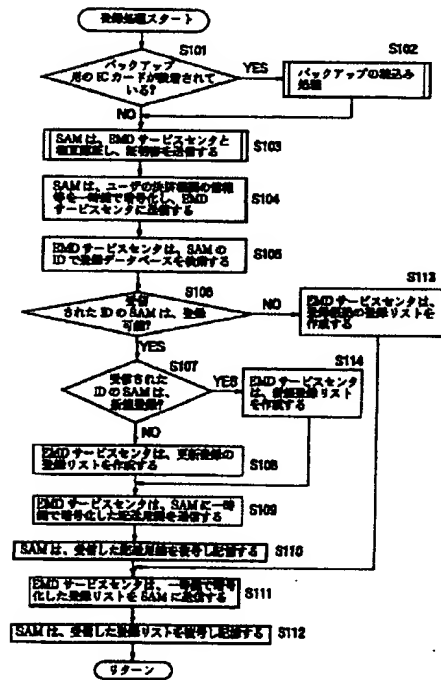 登録処理スタート
S101
バックアップ
用のICカードが装着されて
いる?
YES
S102
バックアップの読込み
処理
NO
SAMは、EMDサービスセンタと
相互認証し、証明書を送信する
S103
SAMは、ユーザの決済機関の情報
等を一時鍵で暗号化し、EMD
サービスセンタに送信する
S104
EMDサービスセンタは、SAMの
IDで登録データベースを検索する
S105
受信
されたIDのSAMは、登録
可能?
S106
NO
S113
EMDサービスセンタは、
登録拒絶の登録リストを
作成する
YES
S107
受信された
IDのSAMは、
新規登録?
YES
S114
EMDサービスセンタ
は、新規登録リスト
を作成する
NO
EMDサービスセンタは、更新登録の
登録リストを作成する
S108
EMDサービスセンタは、SAMに一時
鍵で暗号化した配送用鍵を送信する
S109
SAMは、受信した配送用鍵を復号し記憶する
S110
EMDサービスセンタは、一時鍵で暗号
化した登録リストをSAMに送信する
S111
SAMは、受信した登録リストを復号し記憶する
S112
リターン